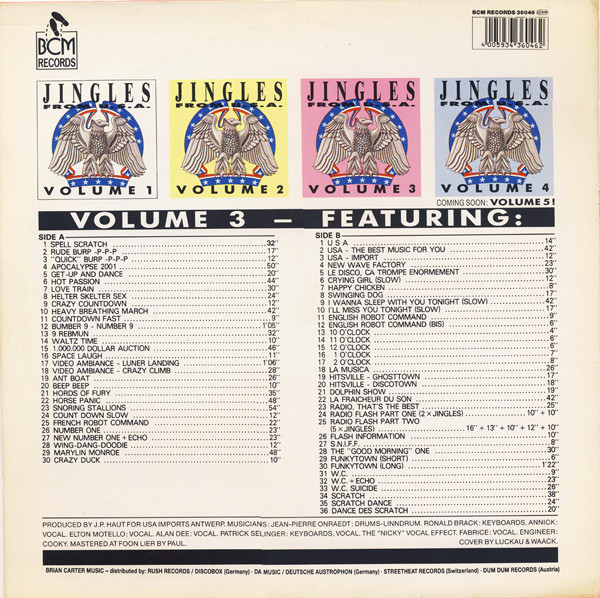 BCM RECORDS 36046
4 005934 360462
BCM
RECORDS
JINGLES
FROM U.S.A.
VOLUME 1
JINGLES
FROM U.S.A.
VOLUME 2
JINGLES
FROM U.S.A.
VOLUME 3
JINGLES
FROM U.S.A.
VOLUME 4
COMING SOON: VOLUME 5!
VOLUME 3 — FEATURING:
SIDE A
1 SPELL SCRATCH 32"
2 RUDE BURP -P-P-P 17"
3 "QUICK" BURP -P-P-P 12"
4 APOCALYPSE 2001 50"
5 GET-UP AND DANCE 20"
6 HOT PASSION 44"
7 LOVE TRAIN 30"
8 HELTER SKELTER SEX 24"
9 CRAZY COUNTDOWN 12"
10 HEAVY BREATHING MARCH 42"
11 COUNTDOWN FAST 9"
12 BUMBER 9 - NUMBER 9 1'05"
13 9 REBMUN 32"
14 WALTZ TIME 10"
15 1.000.000 DOLLAR AUCTION 46"
16 SPACE LAUGH 11"
17 VIDEO AMBIANCE - LUNER LANDING 1'06"
18 VIDEO AMBIANCE - CRAZY CLIMB 28"
19 ANT BOAT 26"
20 BEEP BEEP 10"
21 HORDS OF FURY 35"
22 HORSE PANIC 48"
23 SNORING STALLIONS 54"
24 COUNT DOWN SLOW 12"
25 FRENCH ROBOT COMMAND 22"
26 NUMBER ONE 23"
27 NEW NUMBER ONE + ECHO 23"
28 WING-DANG-DOODIE 12"
29 MARYLIN MONROE 48"
30 CRAZY DUCK 10"
SIDE B
1 U S A 14"
2 USA - THE BEST MUSIC FOR YOU 42"
3 USA - IMPORT 12"
4 NEW WAVE FACTORY 23"
5 LE DISCO, CA TROMPE ENORMEMENT 30"
6 CRYING GIRL (SLOW) 12"
7 HAPPY CHICKEN 8"
8 SWINGING DOG 17"
9 I WANNA SLEEP WITH YOU TONIGHT (SLOW) 42"
10 I'LL MISS YOU TONIGHT (SLOW) 17"
11 ENGLISH ROBOT COMMAND 9"
12 ENGLISH ROBOT COMMAND (BIS) 6"
13 10 O'CLOCK 4"
14 11 O'CLOCK 6"
15 12 O'CLOCK 6"
16 1 O'CLOCK 7"
17 2 O'CLOCK 8"
18 LA MUSICA 26"
19 HITSVILLE - GHOSTTOWN 17"
20 HITSVILLE - DISCOTOWN 18"
21 DOLPHIN SHOW 19"
22 LA FRAICHEUR DU SON 42"
23 RADIO, THAT'S THE BEST 25"
24 RADIO FLASH PART ONE (2 × JINGLES) 10" + 10"
25 RADIO FLASH PART TWO
(5 × JINGLES) 16" + 13" + 10" + 12" + 10"
26 FLASH INFORMATION 10"
27 S.N.I.F.F. 8"
28 THE "GOOD MORNING" ONE 30"
29 FUNKYTOWN (SHORT) 6"
30 FUNKYTOWN (LONG) 1'22"
31 W.C. 9"
32 W.C. + ECHO 23"
33 W.C. SUICIDE 26"
34 SCRATCH 38"
35 SCRATCH DANCE 24"
36 DANCE DES SCRATCH 20"
PRODUCED BY J.P. HAUT FOR USA IMPORTS ANTWERP. MUSICIANS: JEAN-PIERRE ONRAEDT: DRUMS-LINNDRUM. RONALD BRACK: KEYBOARDS. ANNICK:
VOCAL. ELTON MOTELLO: VOCAL. ALAN DEE: VOCAL. PATRICK SELINGER: KEYBOARDS, VOCAL. THE "NICKY" VOCAL EFFECT. FABRICE: VOCAL. ENGINEER:
COOKY. MASTERED AT FOON LIER BY PAUL. COVER BY LUCKAU & WAACK.
BRIAN CARTER MUSIC – distributed by: RUSH RECORDS / DISCOBOX (Germany) · DA MUSIC / DEUTSCHE AUSTROPHON (Germany) · STREETHEAT RECORDS (Switzerland) · DUM DUM RECORDS (Austria)